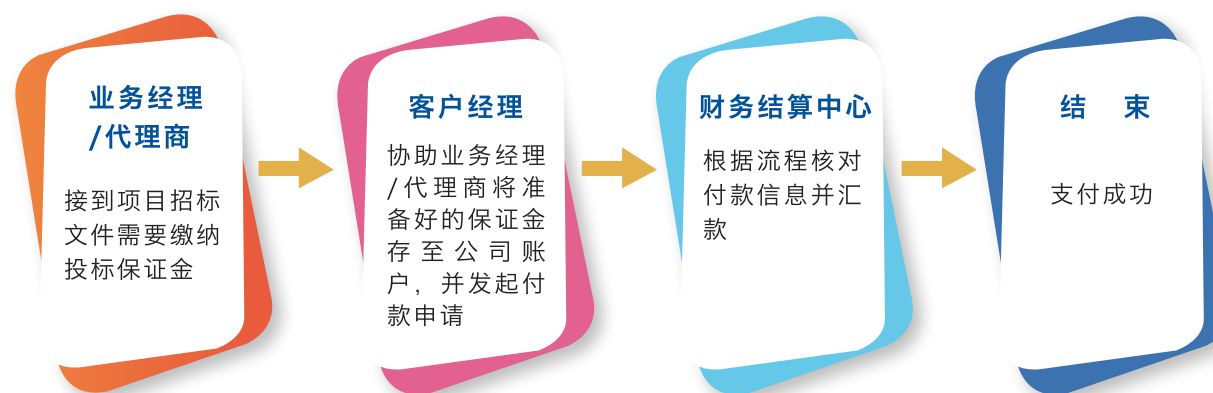 业务经理
/代理商
接到项目招标
文件需要缴纳
投标保证金
客户经理
协助业务经理
/代理商将准
备好的保证金
存至公司账
户，并发起付
款申请
财务结算中心
根据流程核对
付款信息并汇
款
结 束
支付成功